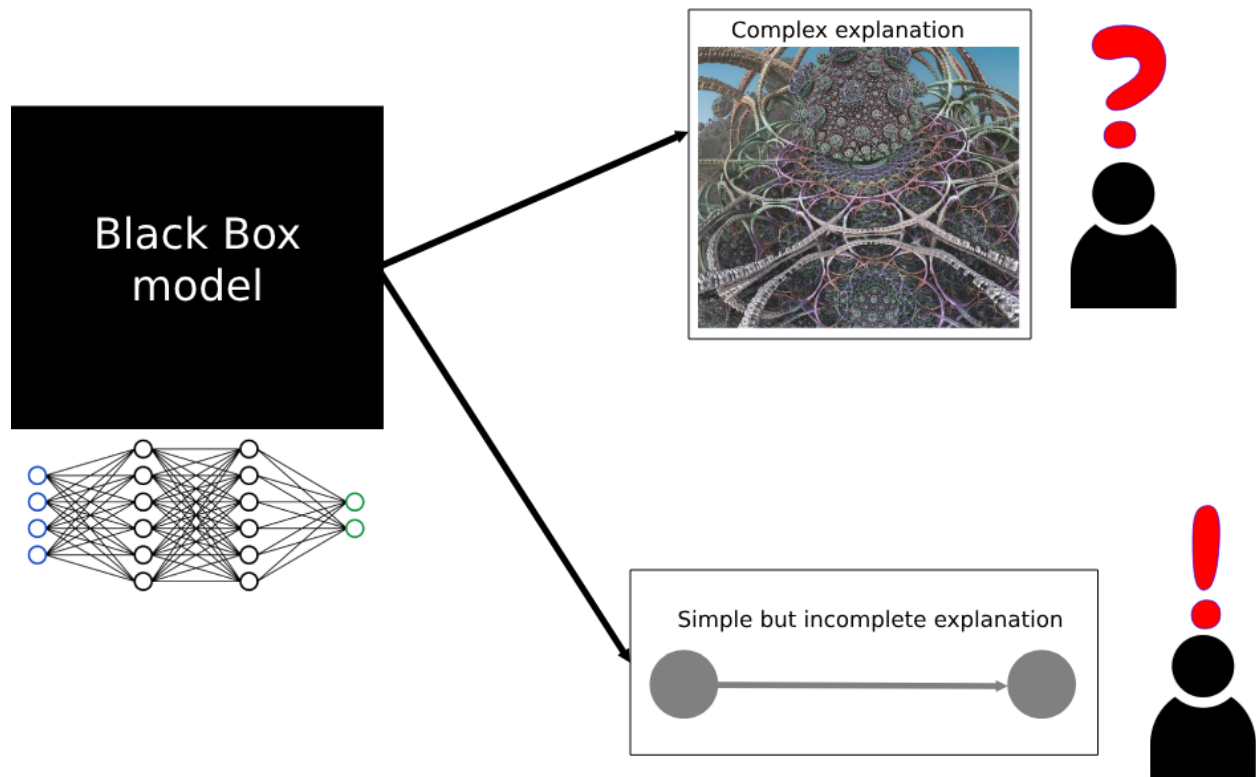 Complex explanation
Black Box
model
Simple but incomplete explanation